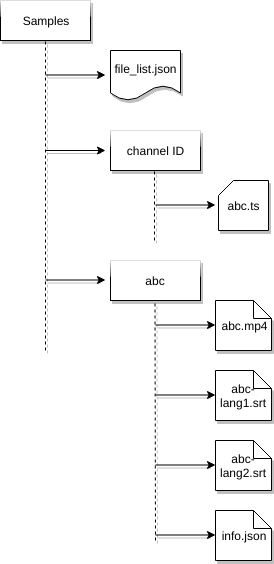 Samples
file_list.json
channel ID
abc.ts
abc
abc.mp4
abc-
lang1.srt
abc-
lang2.srt
info.json